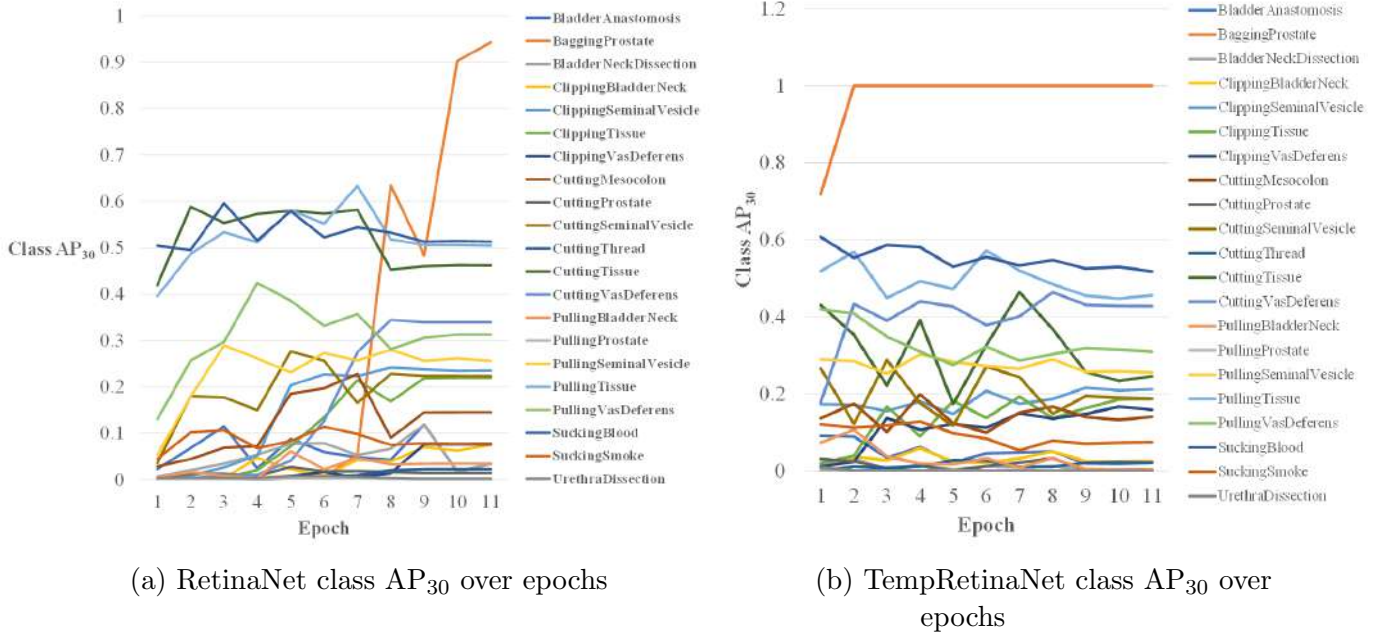 1
0.9
0.8
0.7
0.6
0.5
0.4
0.3
0.2
0.1
0
Class AP30
1 2 3 4 5 6 7 8 9 10 11
Epoch
BladderAnastomosis
BaggingProstate
BladderNeckDissection
ClippingBladderNeck
ClippingSeminalVesicle
ClippingTissue
ClippingVasDeferens
CuttingMesocolon
CuttingProstate
CuttingSeminalVesicle
CuttingThread
CuttingTissue
CuttingVasDeferens
PullingBladderNeck
PullingProstate
PullingSeminalVesicle
PullingTissue
PullingVasDeferens
SuckingBlood
SuckingSmoke
UrethraDissection
(a) RetinaNet class AP30 over epochs
1.2
1
0.8
0.6
0.4
0.2
0
Class AP30
1 2 3 4 5 6 7 8 9 10 11
Epoch
BladderAnastomosis
BaggingProstate
BladderNeckDissection
ClippingBladderNeck
ClippingSeminalVesicle
ClippingTissue
ClippingVasDeferens
CuttingMesocolon
CuttingProstate
CuttingSeminalVesicle
CuttingThread
CuttingTissue
CuttingVasDeferens
PullingBladderNeck
PullingProstate
PullingSeminalVesicle
PullingTissue
PullingVasDeferens
SuckingBlood
SuckingSmoke
UrethraDissection
(b) TempRetinaNet class AP30 over
epochs